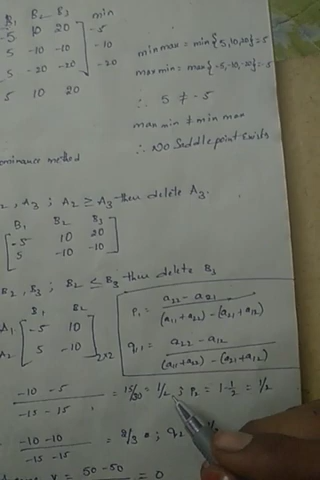 B₁ B₂ B₃ min
-5 10 20 -5
5 -10 -10 -10
5 -20 -20 -20
5 10 20
min max = min{5,10,20} = 5
max min = max{-5,-10,-20} = -5
∴ 5 ≠ -5
max min ≠ min max
∴ No Saddle point exists
ominance method
₂, A₃ ; A₂ ≥ A₃ then delete A₃.
B₁ B₂ B₃
-5 10 20
5 -10 -10
B₂, B₃ ; B₂ ≤ B₃ then delete B₃
B₁ B₂
A₁ [-5 10
A₂ 5 -10] 2x2
P₁ = a₂₂ - a₂₁ / (a₁₁ + a₂₂) - (a₂₁ + a₁₂)
q₁ = a₂₂ - a₁₂ / (a₁₁ + a₂₂) - (a₂₁ + a₁₂)
-10 - 5 / -15 - 15 = 15/30 = 1/2 ; P₂ = 1 - 1/2 = 1/2
-10 - 10 / -15 - 15 = 2/3 ; q₂
V = 50 - 50 = 0